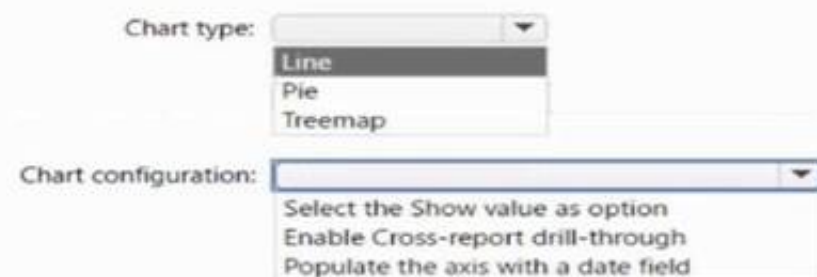 Chart type:
Line
Pie
Treemap
Chart configuration:
Select the Show value as option
Enable Cross-report drill-through
Populate the axis with a date field